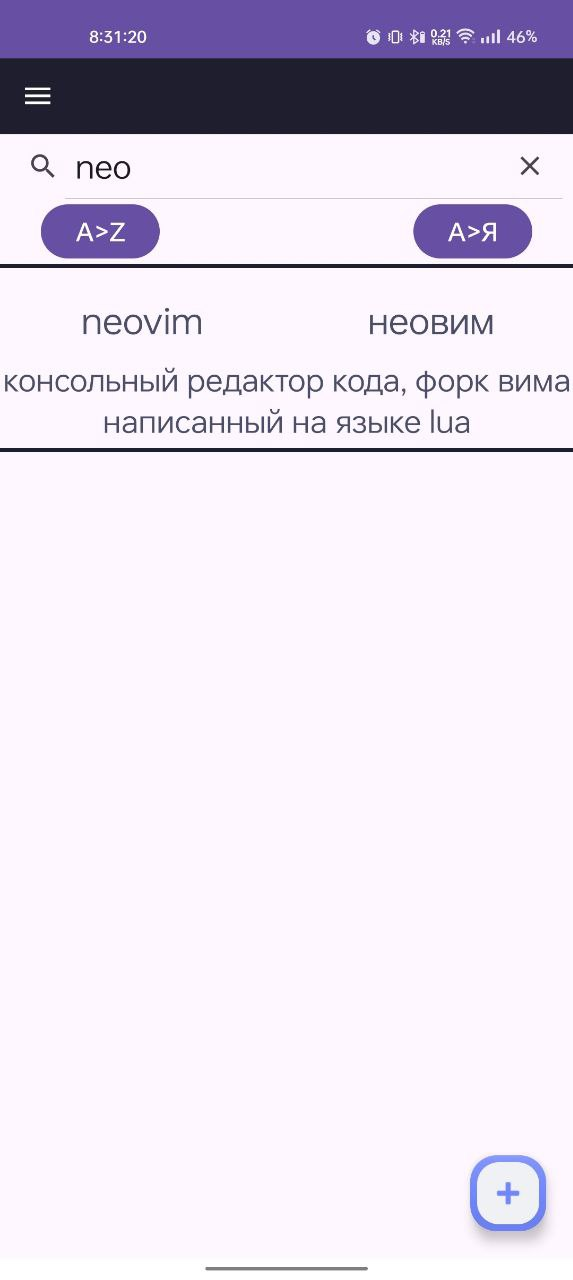 8:31:20 0.21 KB/S 46%
neo
A>Z А>Я
neovim неовим
консольный редактор кода, форк вима
написанный на языке lua